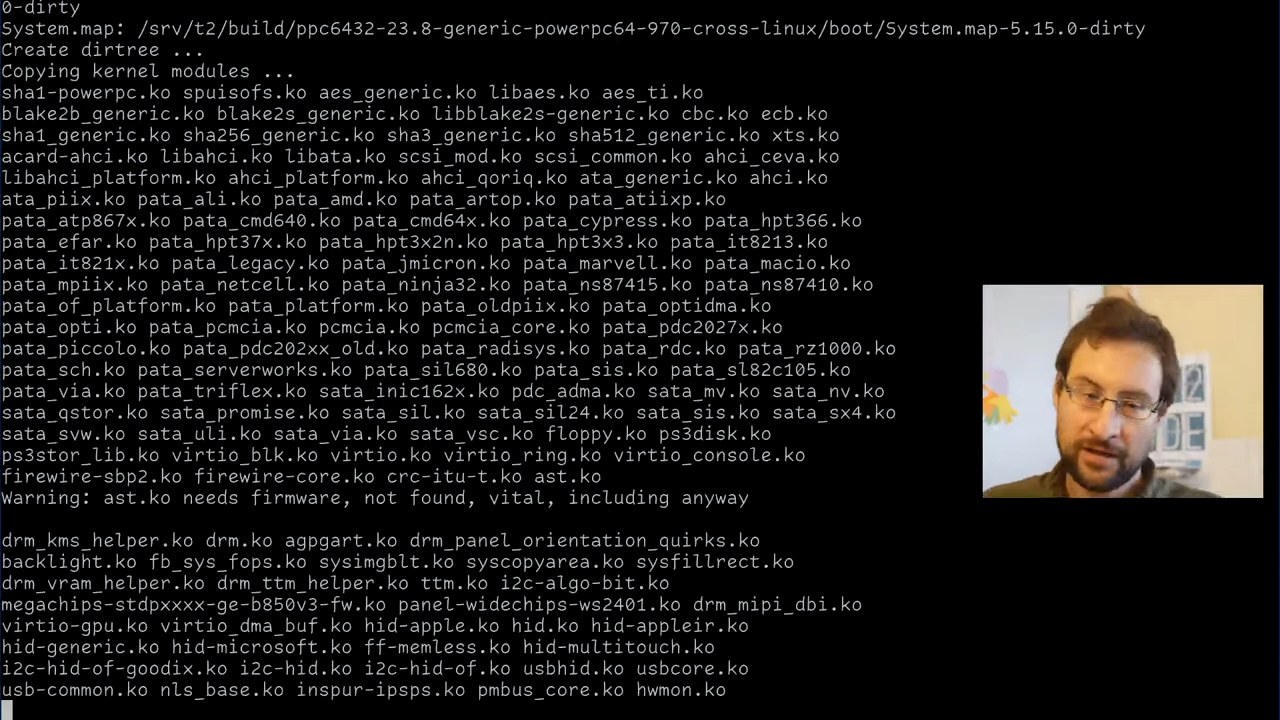 0-dirty
System.map: /srv/t2/build/ppc6432-23.8-generic-powerpc64-970-cross-linux/boot/System.map-5.15.0-dirty
Create dirtree ...
Copying kernel modules ...
sha1-powerpc.ko spuisofs.ko aes_generic.ko libaes.ko aes_ti.ko
blake2b_generic.ko blake2s_generic.ko libblake2s-generic.ko cbc.ko ecb.ko
sha1_generic.ko sha256_generic.ko sha3_generic.ko sha512_generic.ko xts.ko
acard-ahci.ko libahci.ko libata.ko scsi_mod.ko scsi_common.ko ahci_ceva.ko
libahci_platform.ko ahci_platform.ko ahci_qoriq.ko ata_generic.ko ahci.ko
ata_piix.ko pata_ali.ko pata_amd.ko pata_artop.ko pata_atiixp.ko
pata_atp867x.ko pata_cmd640.ko pata_cmd64x.ko pata_cypress.ko pata_hpt366.ko
pata_efar.ko pata_hpt37x.ko pata_hpt3x2n.ko pata_hpt3x3.ko pata_it8213.ko
pata_it821x.ko pata_legacy.ko pata_jmicron.ko pata_marvell.ko pata_macio.ko
pata_mpiix.ko pata_netcell.ko pata_ninja32.ko pata_ns87415.ko pata_ns87410.ko
pata_of_platform.ko pata_platform.ko pata_oldpiix.ko pata_optidma.ko
pata_opti.ko pata_pcmcia.ko pcmcia.ko pcmcia_core.ko pata_pdc2027x.ko
pata_piccolo.ko pata_pdc202xx_old.ko pata_radisys.ko pata_rdc.ko pata_rz1000.ko
pata_sch.ko pata_serverworks.ko pata_sil680.ko pata_sis.ko pata_sl82c105.ko
pata_via.ko pata_triflex.ko sata_inic162x.ko pdc_adma.ko sata_mv.ko sata_nv.ko
sata_qstor.ko sata_promise.ko sata_sil.ko sata_sil24.ko sata_sis.ko sata_sx4.ko
sata_svw.ko sata_uli.ko sata_via.ko sata_vsc.ko floppy.ko ps3disk.ko
ps3stor_lib.ko virtio_blk.ko virtio.ko virtio_ring.ko virtio_console.ko
firewire-sbp2.ko firewire-core.ko crc-itu-t.ko ast.ko
Warning: ast.ko needs firmware, not found, vital, including anyway
drm_kms_helper.ko drm.ko agpgart.ko drm_panel_orientation_quirks.ko
backlight.ko fb_sys_fops.ko sysimgblt.ko syscopyarea.ko sysfillrect.ko
drm_vram_helper.ko drm_ttm_helper.ko ttm.ko i2c-algo-bit.ko
megachips-stdpxxxx-ge-b850v3-fw.ko panel-widechips-ws2401.ko drm_mipi_dbi.ko
virtio-gpu.ko virtio_dma_buf.ko hid-apple.ko hid.ko hid-appleir.ko
hid-generic.ko hid-microsoft.ko ff-memless.ko hid-multitouch.ko
i2c-hid-of-goodix.ko i2c-hid.ko i2c-hid-of.ko usbhid.ko usbcore.ko
usb-common.ko nls_base.ko inspur-ipsps.ko pmbus_core.ko hwmon.ko